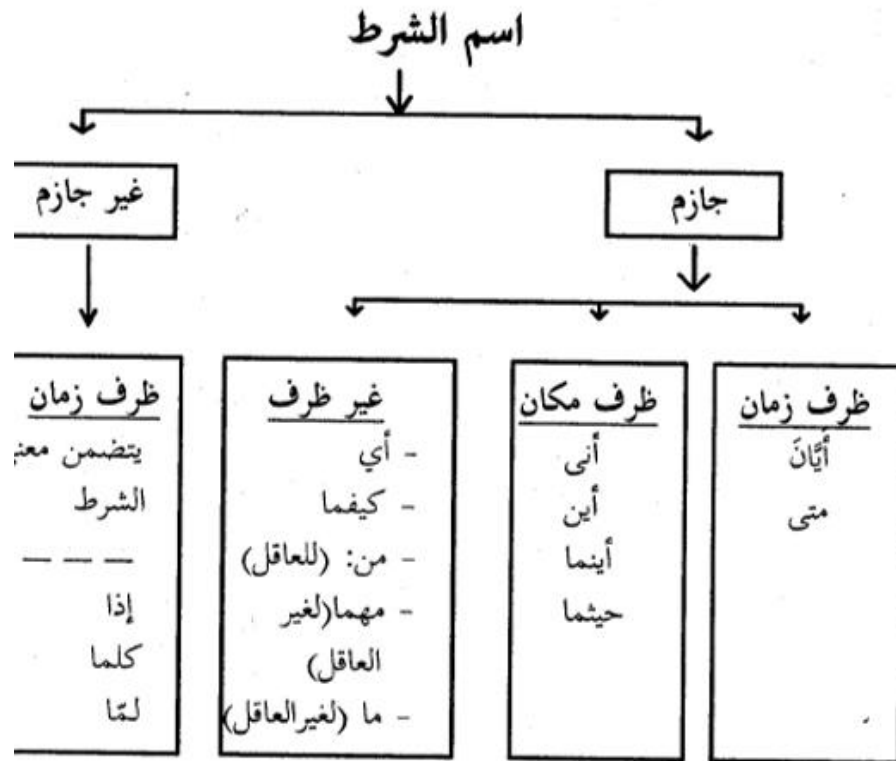 اسم الشرط
جازم
غير جازم
ظرف زمان
أَيَّانَ
متى
ظرف مكان
أنى
أين
أينما
حيثما
غير ظرف
- أي
- كيفما
- من: (للعاقل)
- مهما(لغير
العاقل)
- ما (لغيرالعاقل)
ظرف زمان
يتضمن معنى
الشرط
— — —
إذا
كلما
لمّا